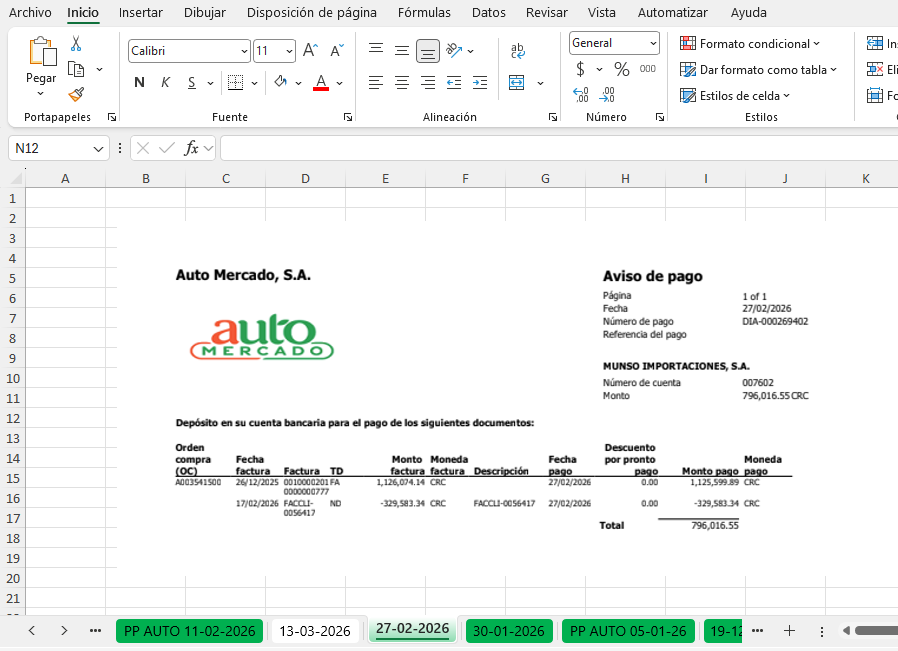 Archivo Inicio Insertar Dibujar Disposición de página Fórmulas Datos Revisar Vista Automatizar Ayuda
Calibri 11 A A ab General Formato condicional
Pegar $ % 000 Dar formato como tabla
N K S A Estilos de celda
Portapapeles Fuente Alineación Número Estilos
N12 fx
A B C D E F G H I J K
1
2
3
4
5
6
7
8
9
10
11
12
13
14
15
16
17
18
19
20
21
Auto Mercado, S.A.
auto
MERCADO
Aviso de pago
Página 1 of 1
Fecha 27/02/2026
Número de pago DIA-000269402
Referencia del pago
MUNSO IMPORTACIONES, S.A.
Número de cuenta 007602
Monto 796,016.55 CRC
Depósito en su cuenta bancaria para el pago de los siguientes documentos:
Orden Descuento
compra Fecha Monto Moneda Fecha por pronto Moneda
(OC) factura Factura TD factura factura Descripción pago pago Monto pago pago
A003541500 26/12/2025 0010000201 FA 1,126,074.14 CRC 27/02/2026 0.00 1,125,599.89 CRC
0000000777
17/02/2026 FACCLI- ND -329,583.34 CRC FACCLI-0056417 27/02/2026 0.00 -329,583.34 CRC
0056417
Total 796,016.55
PP AUTO 11-02-2026 13-03-2026 27-02-2026 30-01-2026 PP AUTO 05-01-26 19-12